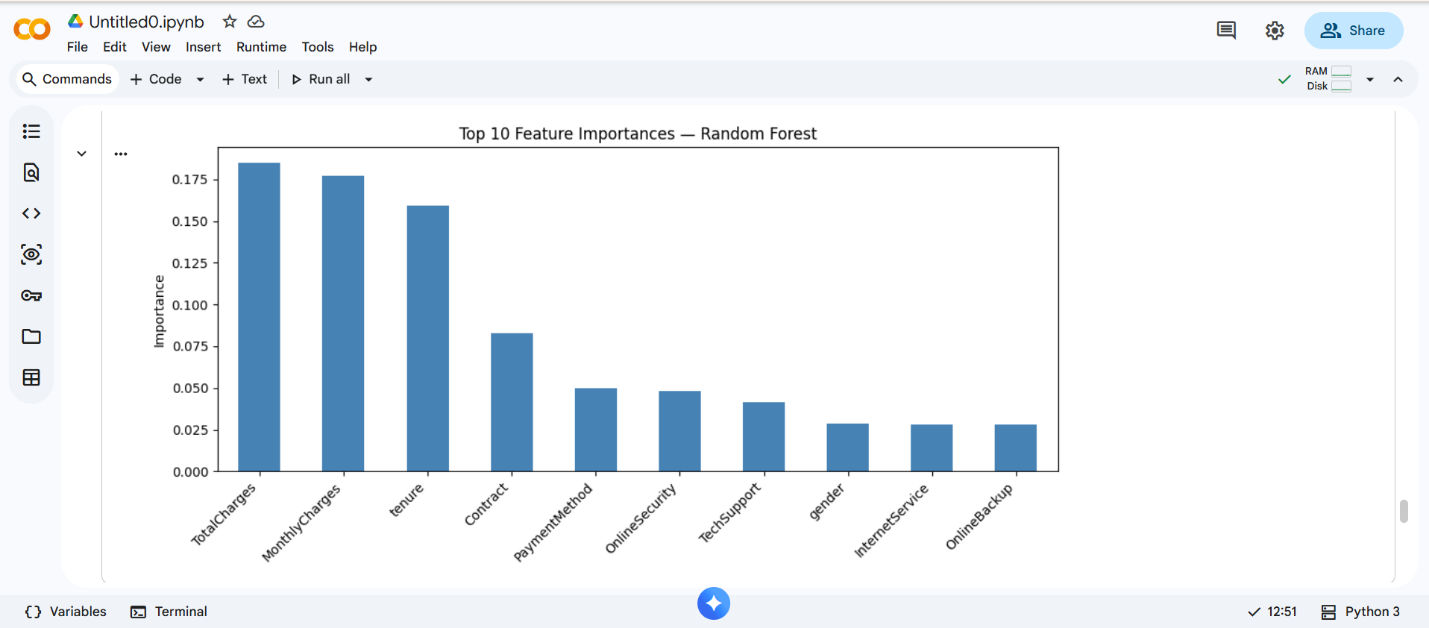 Untitled0.ipynb
File Edit View Insert Runtime Tools Help
Share
Commands + Code + Text Run all
RAM
Disk
Top 10 Feature Importances — Random Forest
Importance
0.175
0.150
0.125
0.100
0.075
0.050
0.025
0.000
TotalCharges
MonthlyCharges
tenure
Contract
PaymentMethod
OnlineSecurity
TechSupport
gender
InternetService
OnlineBackup
{} Variables Terminal
12:51 Python 3